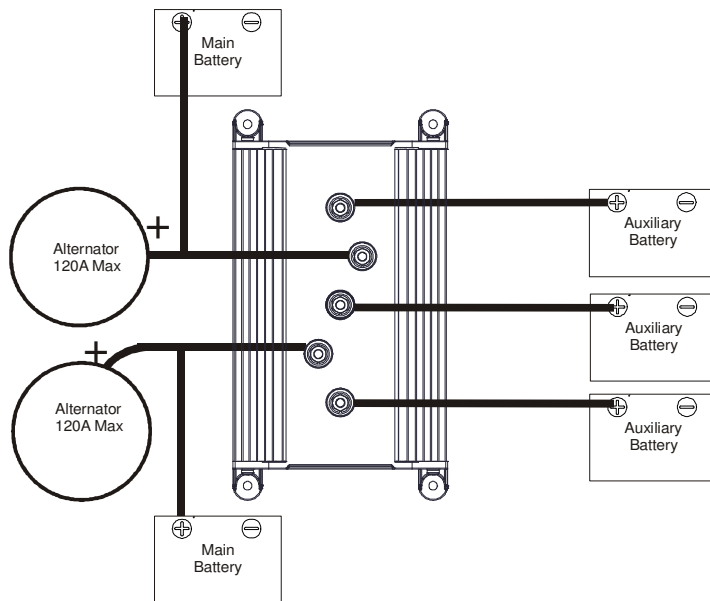 + −
Main
Battery
+
Alternator
120A Max
+ −
Auxiliary
Battery
+ −
Auxiliary
Battery
+
Alternator
120A Max
+ −
Auxiliary
Battery
+ −
Main
Battery